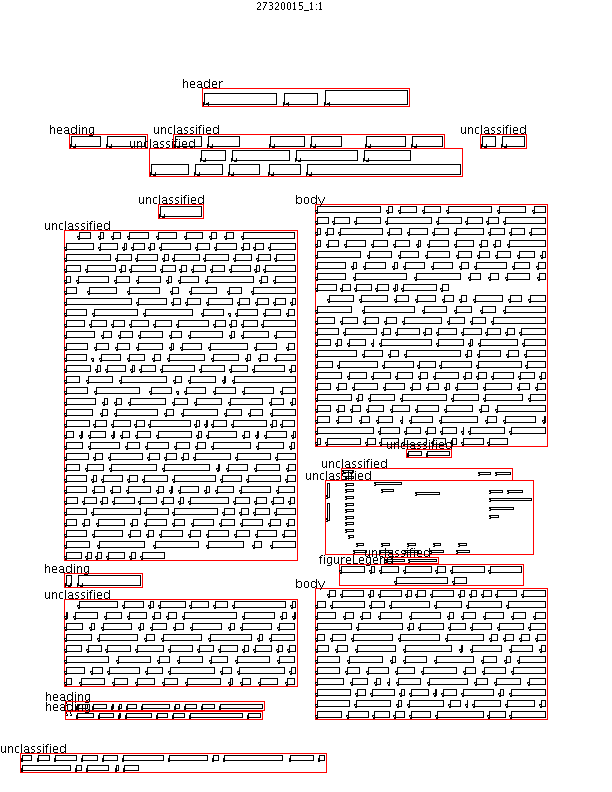 27320015_1:1
header
heading
unclassified
unclassified
unclassified
unclassified
body
unclassified
unclassified
unclassified
unclassified
unclassified
figureLegend
heading
body
unclassified
heading
heading
unclassified